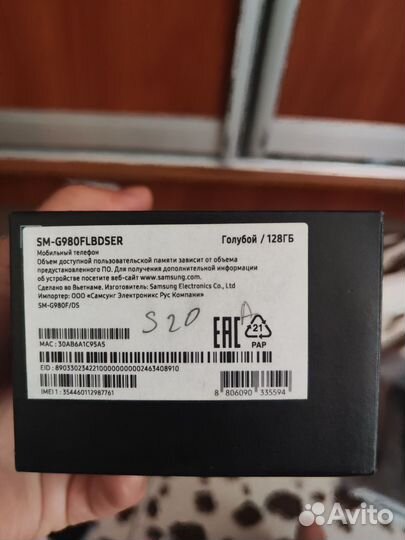 SM-G980FLBDSER
Голубой / 128ГБ
Мобильный телефон
Объем доступной пользовательской памяти зависит от объема
предустановленного ПО. Для получения дополнительной информации
об устройстве посетите веб-сайт www.samsung.com.
Сделано во Вьетнаме. Изготовитель: Samsung Electronics Co., Ltd
Импортер: ООО «Самсунг Электроникс Рус Компани»
SM-G980F/DS
S20
EAC
A
21
PAP
MAC : 30AB6A1C95A5
EID : 89033023422100000000002463408910
IMEI 1 : 354460112987761
8 806090 335594
Avito